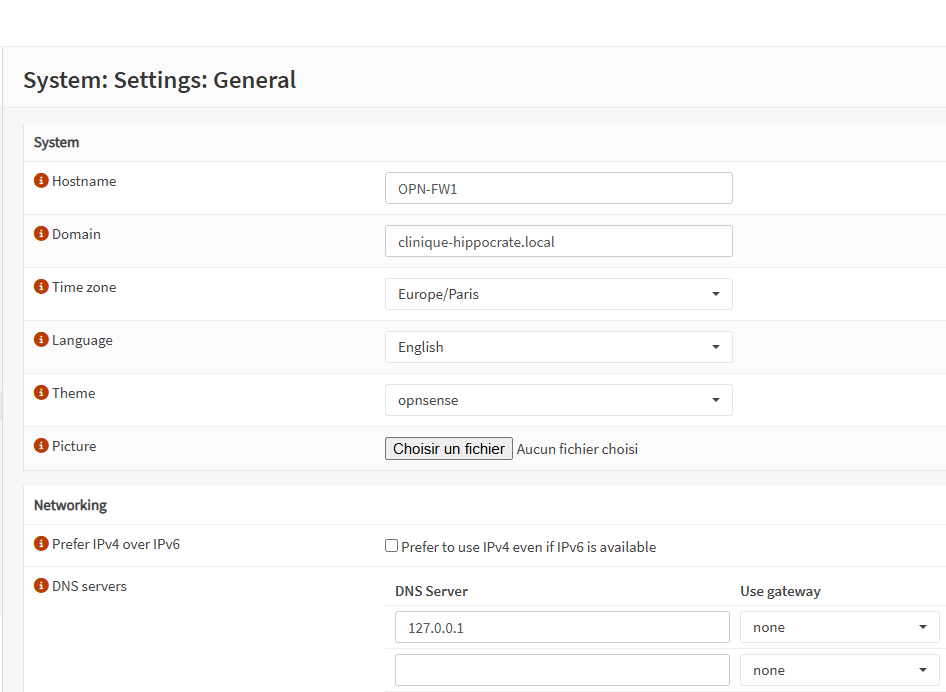 System: Settings: General
System
Hostname OPN-FW1
Domain clinique-hippocrate.local
Time zone Europe/Paris
Language English
Theme opnsense
Picture Choisir un fichier Aucun fichier choisi
Networking
Prefer IPv4 over IPv6 Prefer to use IPv4 even if IPv6 is available
DNS servers DNS Server Use gateway
127.0.0.1 none
none